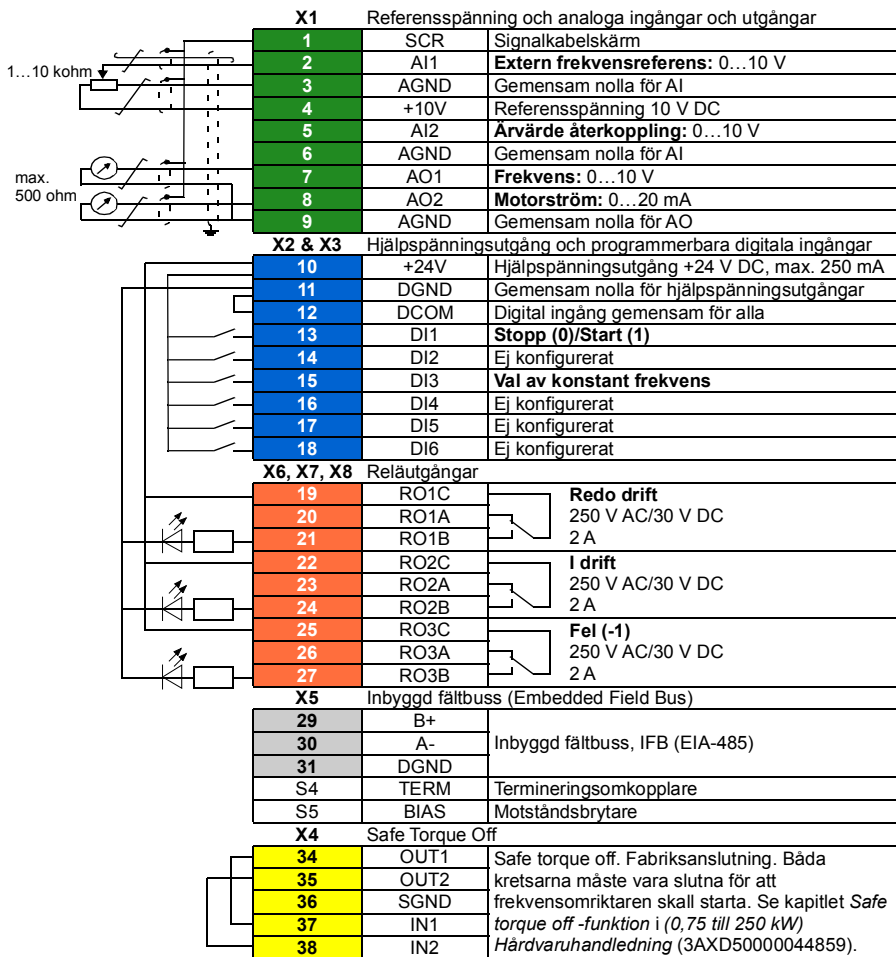 X1 Referensspänning och analoga ingångar och utgångar
1 SCR Signalkabelskärm
2 AI1 Extern frekvensreferens: 0…10 V
1…10 kohm
3 AGND Gemensam nolla för AI
4 +10V Referensspänning 10 V DC
5 AI2 Ärvärde återkoppling: 0…10 V
6 AGND Gemensam nolla för AI
7 AO1 Frekvens: 0…10 V
max.
500 ohm
8 AO2 Motorström: 0…20 mA
9 AGND Gemensam nolla för AO
X2 & X3 Hjälpspänningsutgång och programmerbara digitala ingångar
10 +24V Hjälpspänningsutgång +24 V DC, max. 250 mA
11 DGND Gemensam nolla för hjälpspänningsutgångar
12 DCOM Digital ingång gemensam för alla
13 DI1 Stopp (0)/Start (1)
14 DI2 Ej konfigurerat
15 DI3 Val av konstant frekvens
16 DI4 Ej konfigurerat
17 DI5 Ej konfigurerat
18 DI6 Ej konfigurerat
X6, X7, X8 Reläutgångar
19 RO1C Redo drift
20 RO1A 250 V AC/30 V DC
21 RO1B 2 A
22 RO2C I drift
23 RO2A 250 V AC/30 V DC
24 RO2B 2 A
25 RO3C Fel (-1)
26 RO3A 250 V AC/30 V DC
27 RO3B 2 A
X5 Inbyggd fältbuss (Embedded Field Bus)
29 B+
30 A- Inbyggd fältbuss, IFB (EIA-485)
31 DGND
S4 TERM Termineringsomkopplare
S5 BIAS Motståndsbrytare
X4 Safe Torque Off
34 OUT1 Safe torque off. Fabriksanslutning. Båda
35 OUT2 kretsarna måste vara slutna för att
36 SGND frekvensomriktaren skall starta. Se kapitlet Safe
37 IN1 torque off -funktion i (0,75 till 250 kW)
38 IN2 Hårdvaruhandledning (3AXD50000044859).